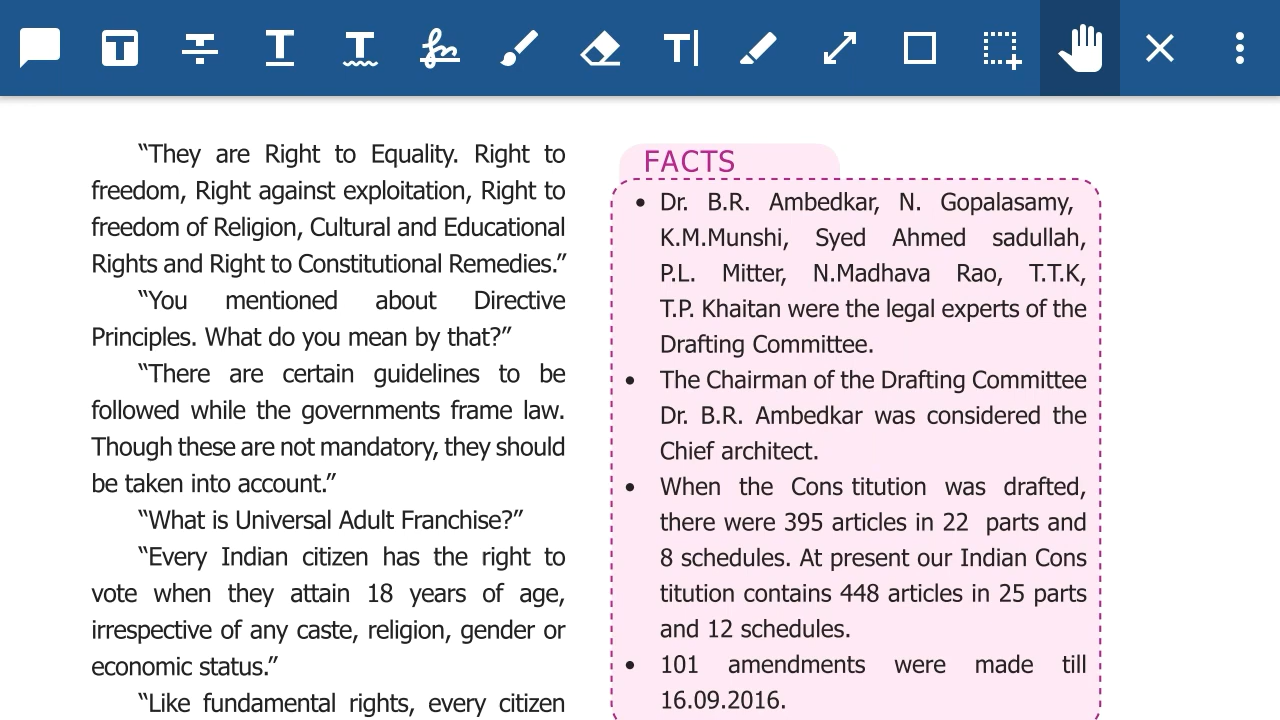 “They are Right to Equality. Right to
freedom, Right against exploitation, Right to
freedom of Religion, Cultural and Educational
Rights and Right to Constitutional Remedies.”
“You mentioned about Directive
Principles. What do you mean by that?”
“There are certain guidelines to be
followed while the governments frame law.
Though these are not mandatory, they should
be taken into account.”
“What is Universal Adult Franchise?”
“Every Indian citizen has the right to
vote when they attain 18 years of age,
irrespective of any caste, religion, gender or
economic status.”
“Like fundamental rights, every citizen
FACTS
• Dr. B.R. Ambedkar, N. Gopalasamy,
K.M.Munshi, Syed Ahmed sadullah,
P.L. Mitter, N.Madhava Rao, T.T.K,
T.P. Khaitan were the legal experts of the
Drafting Committee.
• The Chairman of the Drafting Committee
Dr. B.R. Ambedkar was considered the
Chief architect.
• When the Cons titution was drafted,
there were 395 articles in 22 parts and
8 schedules. At present our Indian Cons
titution contains 448 articles in 25 parts
and 12 schedules.
• 101 amendments were made till
16.09.2016.